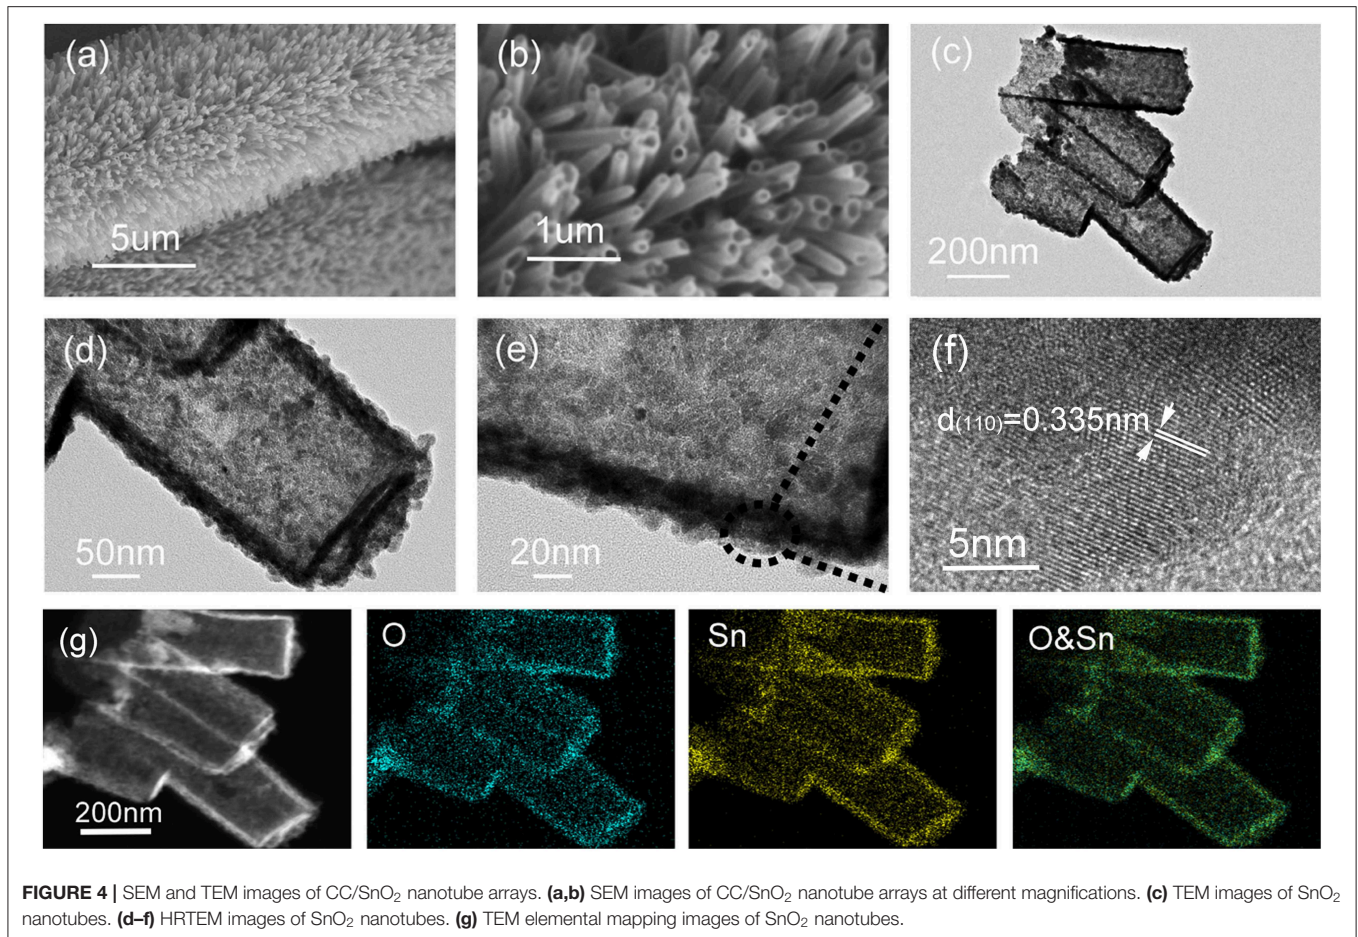 (a)
5um
(b)
1um
(c)
200nm
(d)
50nm
(e)
20nm
(f)
d(110)=0.335nm
5nm
(g)
200nm
O
Sn
O&Sn
FIGURE 4 | SEM and TEM images of CC/SnO₂ nanotube arrays. (a,b) SEM images of CC/SnO₂ nanotube arrays at different magnifications. (c) TEM images of SnO₂
nanotubes. (d–f) HRTEM images of SnO₂ nanotubes. (g) TEM elemental mapping images of SnO₂ nanotubes.